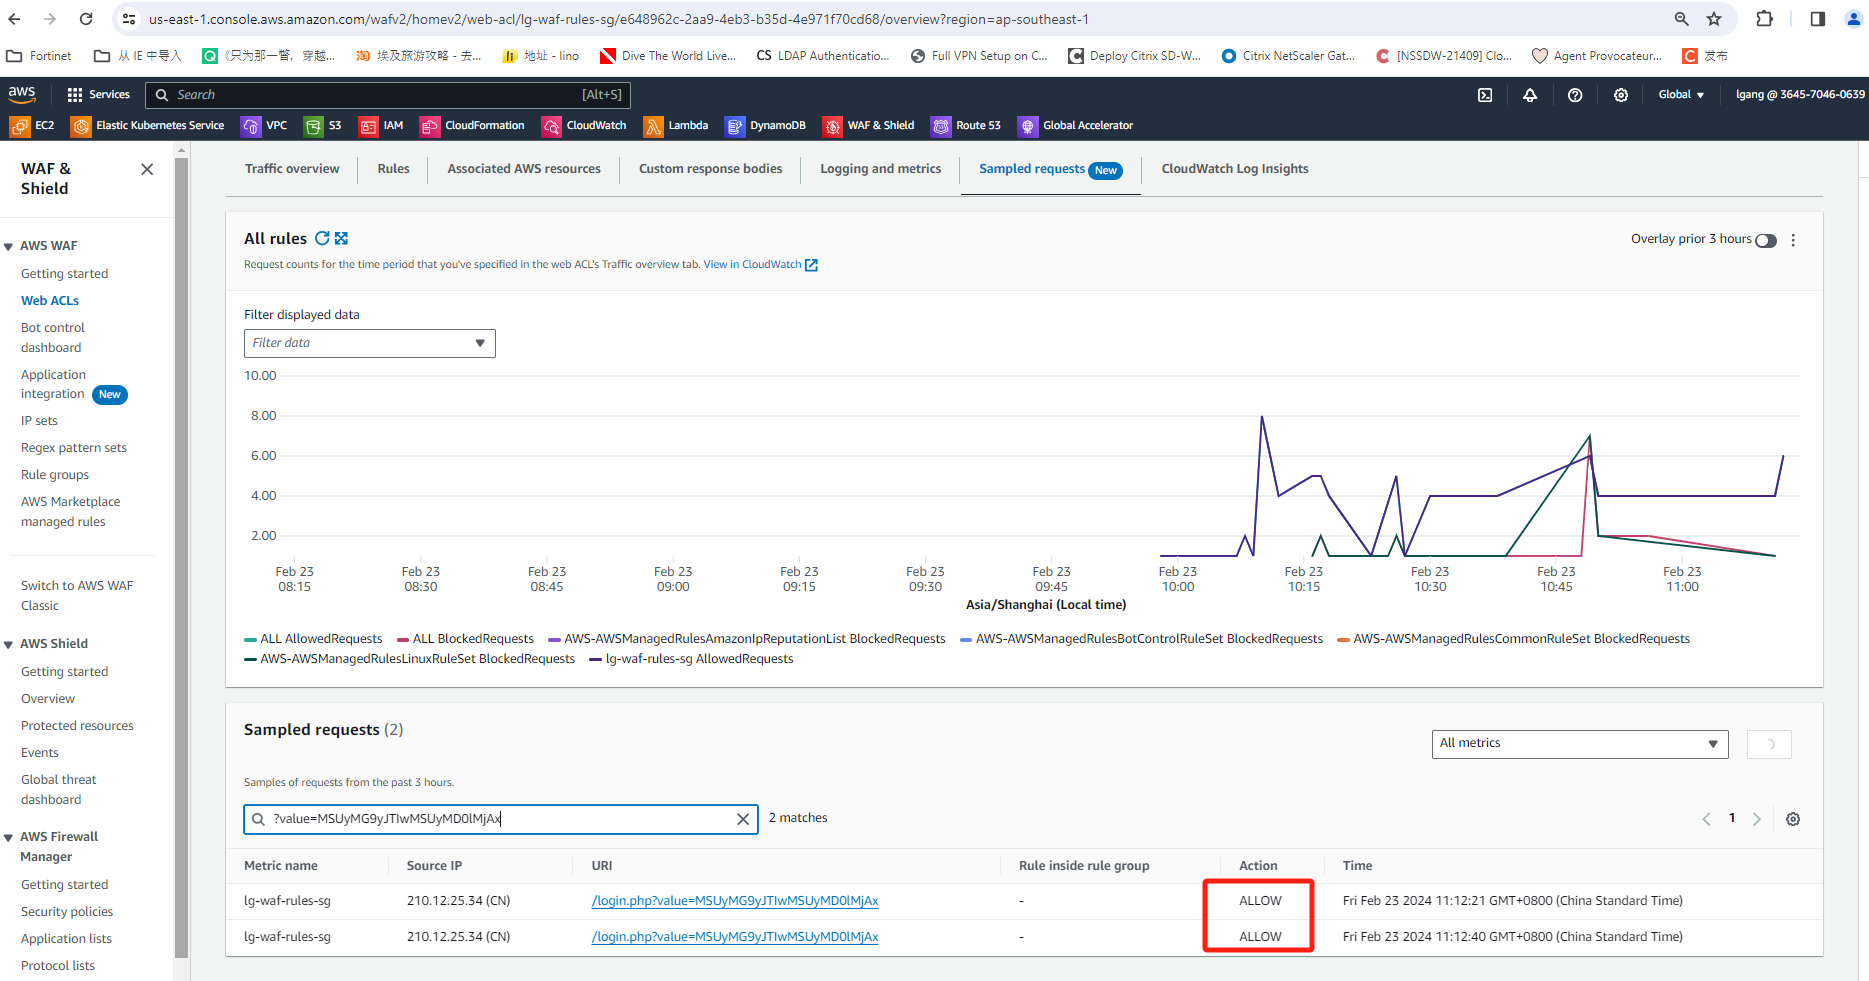 us-east-1.console.aws.amazon.com/wafv2/homev2/web-acl/lg-waf-rules-sg/e648962c-2aa9-4eb3-b35d-4e971f70cd68/overview?region=ap-southeast-1
Fortinet 从 IE 中导入 《只为那一瞥，穿越... 埃及旅游攻略 - 去... 地址 - lino Dive The World Live... CS LDAP Authenticatio... Full VPN Setup on C... Deploy Citrix SD-W... Citrix NetScaler Gat... [NSSDW-21409] Clo... Agent Provocateur... 发布
aws Services Search [Alt+S] Global lgang @ 3645-7046-0639
EC2 Elastic Kubernetes Service VPC S3 IAM CloudFormation CloudWatch Lambda DynamoDB WAF & Shield Route 53 Global Accelerator
WAF &
Shield
AWS WAF
Getting started
Web ACLs
Bot control
dashboard
Application
integration New
IP sets
Regex pattern sets
Rule groups
AWS Marketplace
managed rules
Switch to AWS WAF
Classic
AWS Shield
Getting started
Overview
Protected resources
Events
Global threat
dashboard
AWS Firewall
Manager
Getting started
Security policies
Application lists
Protocol lists
Traffic overview Rules Associated AWS resources Custom response bodies Logging and metrics Sampled requests New CloudWatch Log Insights
All rules
Overlay prior 3 hours
Request counts for the time period that you've specified in the web ACL's Traffic overview tab. View in CloudWatch
Filter displayed data
Filter data
10.00
8.00
6.00
4.00
2.00
Feb 23 Feb 23 Feb 23 Feb 23 Feb 23 Feb 23 Feb 23 Feb 23 Feb 23 Feb 23 Feb 23 Feb 23
08:15 08:30 08:45 09:00 09:15 09:30 09:45 10:00 10:15 10:30 10:45 11:00
Asia/Shanghai (Local time)
ALL AllowedRequests ALL BlockedRequests AWS-AWSManagedRulesAmazonIpReputationList BlockedRequests AWS-AWSManagedRulesBotControlRuleSet BlockedRequests AWS-AWSManagedRulesCommonRuleSet BlockedRequests
AWS-AWSManagedRulesLinuxRuleSet BlockedRequests lg-waf-rules-sg AllowedRequests
Sampled requests (2)
All metrics
Samples of requests from the past 3 hours.
?value=MSUyMG9yJTIwMSUyMD0lMjAx 2 matches 1
Metric name Source IP URI Rule inside rule group Action Time
lg-waf-rules-sg 210.12.25.34 (CN) /login.php?value=MSUyMG9yJTIwMSUyMD0lMjAx - ALLOW Fri Feb 23 2024 11:12:21 GMT+0800 (China Standard Time)
lg-waf-rules-sg 210.12.25.34 (CN) /login.php?value=MSUyMG9yJTIwMSUyMD0lMjAx - ALLOW Fri Feb 23 2024 11:12:40 GMT+0800 (China Standard Time)